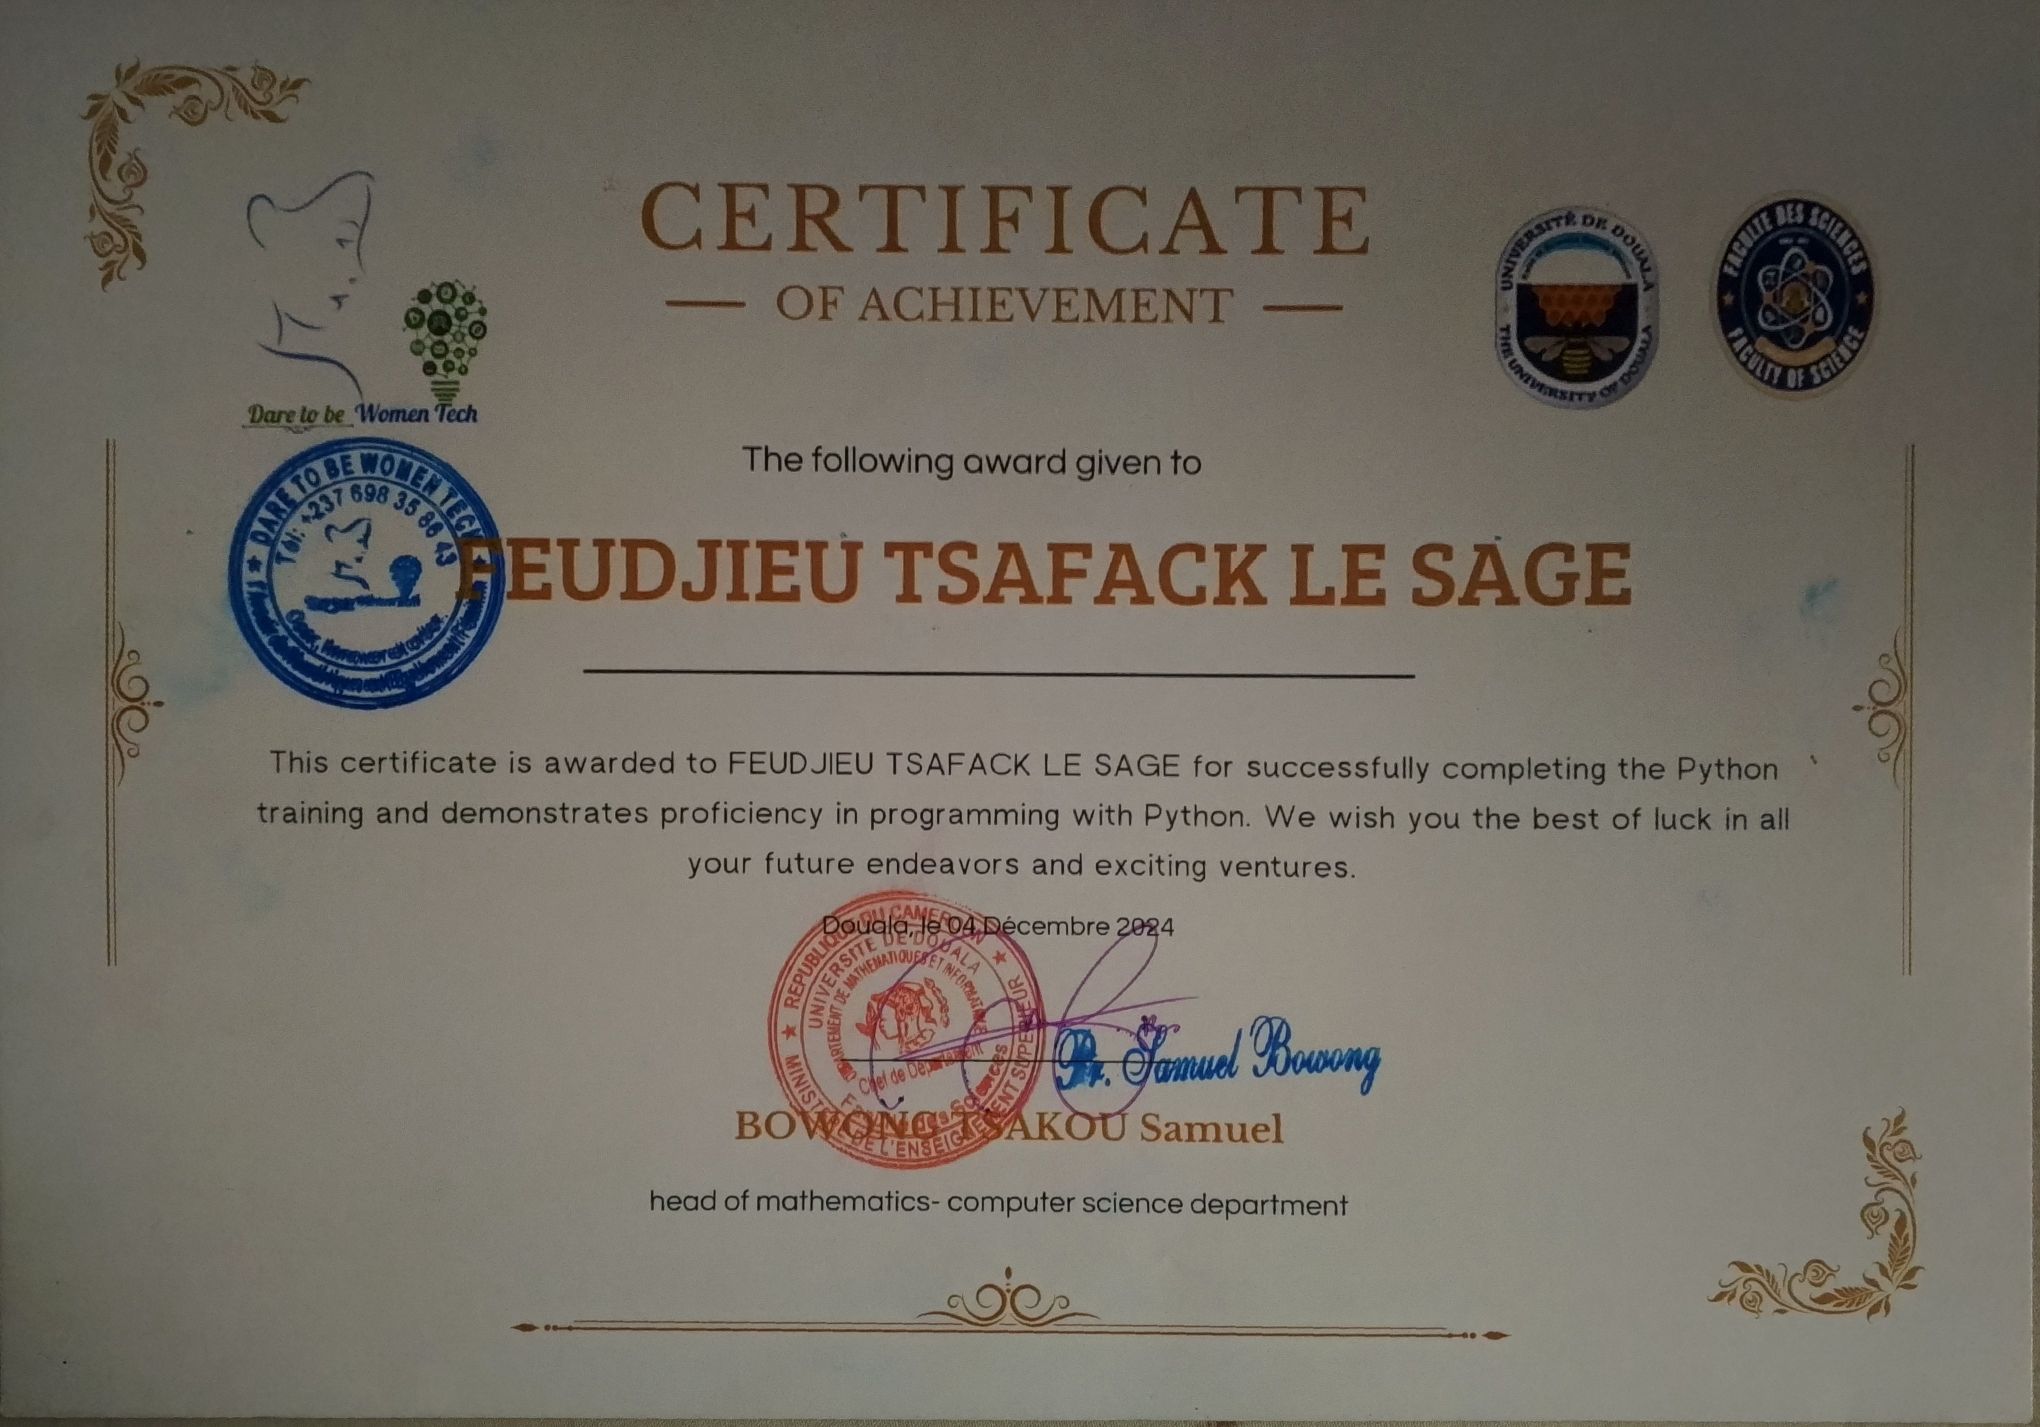 CERTIFICATE
OF ACHIEVEMENT
Dare to be Women Tech
UNIVERSITÉ DE DOUALA
THE UNIVERSITY OF DOUALA
FACULTE DES SCIENCES
FACULTY OF SCIENCE
The following award given to
DARE TO BE WOMEN TECH
Tél: +237 698 35 86 43
FEUDJIEU TSAFACK LE SAGE
This certificate is awarded to FEUDJIEU TSAFACK LE SAGE for successfully completing the Python
training and demonstrates proficiency in programming with Python. We wish you the best of luck in all
your future endeavors and exciting ventures.
Douala, le 04 Décembre 2024
REPUBLIQUE DU CAMEROUN
UNIVERSITE DE DOUALA
DEPARTEMENT DE MATHEMATIQUES ET INFORMATIQUE
Chef de Département
Faculté des Sciences
MINISTERE DE L'ENSEIGNEMENT SUPERIEUR
Pr. Samuel Bowong
BOWONG TSAKOU Samuel
head of mathematics- computer science department